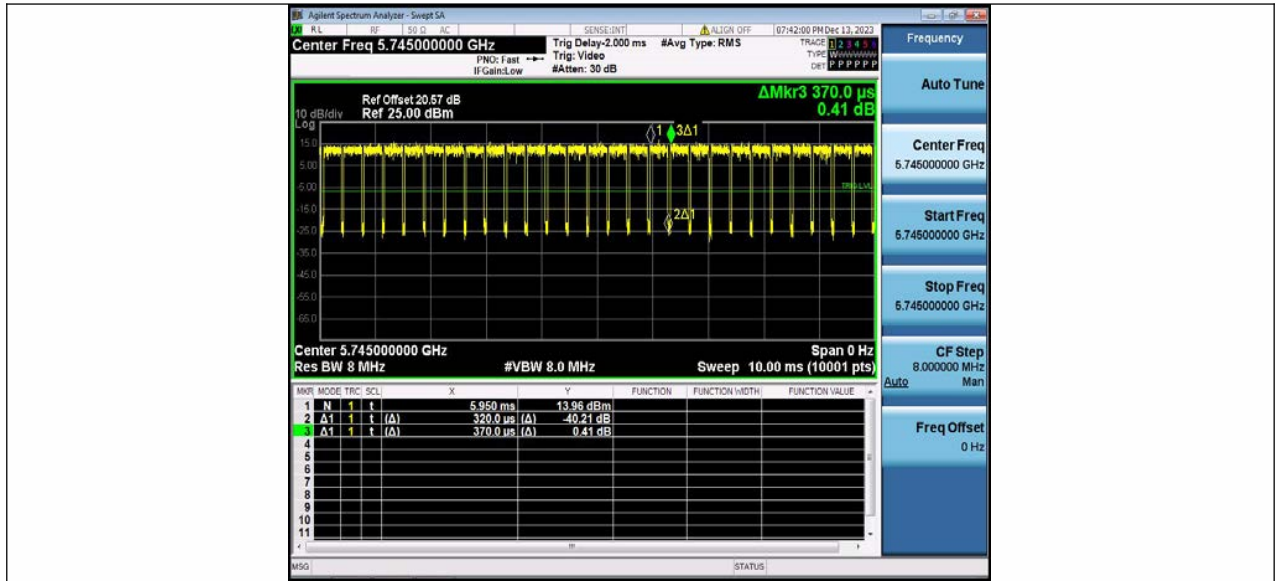 Agilent Spectrum Analyzer - Swept SA
RL RF 50 Ω AC SENSE:INT ALIGN OFF 07:42:00 PM Dec 13, 2023
Center Freq 5.745000000 GHz Trig Delay-2.000 ms #Avg Type: RMS TRACE 1 2 3 4 5 6
PNO: Fast Trig: Video TYPE W
IFGain:Low #Atten: 30 dB DET P P P P P P
Frequency
Auto Tune
Center Freq
5.745000000 GHz
Start Freq
5.745000000 GHz
Stop Freq
5.745000000 GHz
CF Step
8.000000 MHz
Auto Man
Freq Offset
0 Hz
ΔMkr3 370.0 µs
0.41 dB
Ref Offset 20.57 dB
10 dB/div Ref 25.00 dBm
Log
1 3Δ1
15.0
5.00
-5.00
TRIG LVL
-15.0
2Δ1
-25.0
-35.0
-45.0
-55.0
-65.0
Center 5.745000000 GHz Span 0 Hz
Res BW 8 MHz #VBW 8.0 MHz Sweep 10.00 ms (10001 pts)
MKR MODE TRC SCL X Y FUNCTION FUNCTION WIDTH FUNCTION VALUE
1 N 1 t 5.950 ms 13.96 dBm
2 Δ1 1 t (Δ) 320.0 µs (Δ) -40.21 dB
3 Δ1 1 t (Δ) 370.0 µs (Δ) 0.41 dB
4
5
6
7
8
9
10
11
MSG STATUS